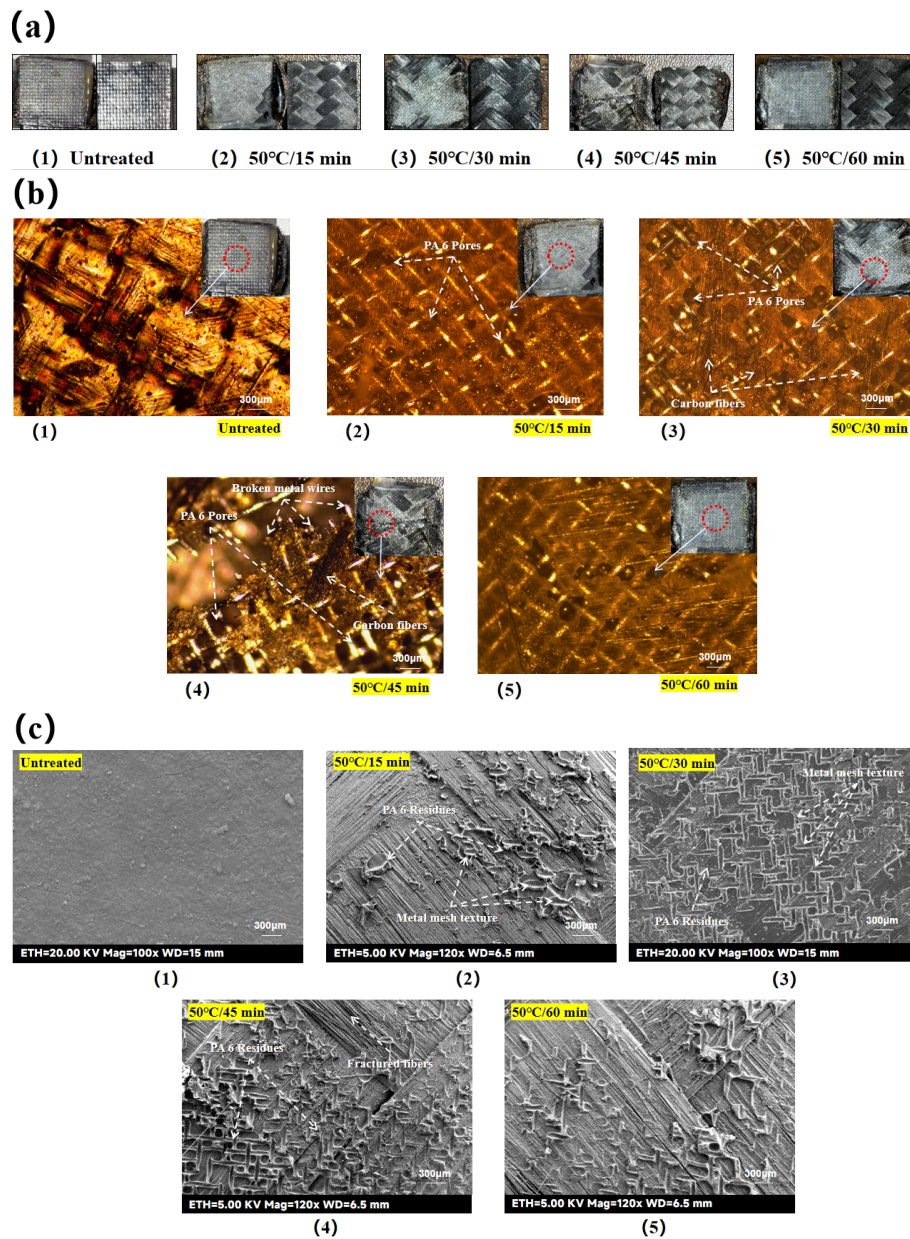 (a)
(1) Untreated
(2) 50°C/15 min
(3) 50°C/30 min
(4) 50°C/45 min
(5) 50°C/60 min
(b)
PA 6 Pores
300μm
(1)
Untreated
PA 6 Pores
300μm
(2)
50°C/15 min
PA 6 Pores
Carbon fibers
300μm
(3)
50°C/30 min
Broken metal wires
PA 6 Pores
Carbon fibers
300μm
(4)
50°C/45 min
300μm
(5)
50°C/60 min
(c)
Untreated
300μm
ETH=20.00 KV Mag=100x WD=15 mm
(1)
50°C/15 min
PA 6 Residues
Metal mesh texture
300μm
ETH=5.00 KV Mag=120x WD=6.5 mm
(2)
50°C/30 min
Metal mesh texture
PA 6 Residues
300μm
ETH=20.00 KV Mag=100x WD=15 mm
(3)
50°C/45 min
PA 6 Residues
Fractured fibers
300μm
ETH=5.00 KV Mag=120x WD=6.5 mm
(4)
50°C/60 min
300μm
ETH=5.00 KV Mag=120x WD=6.5 mm
(5)